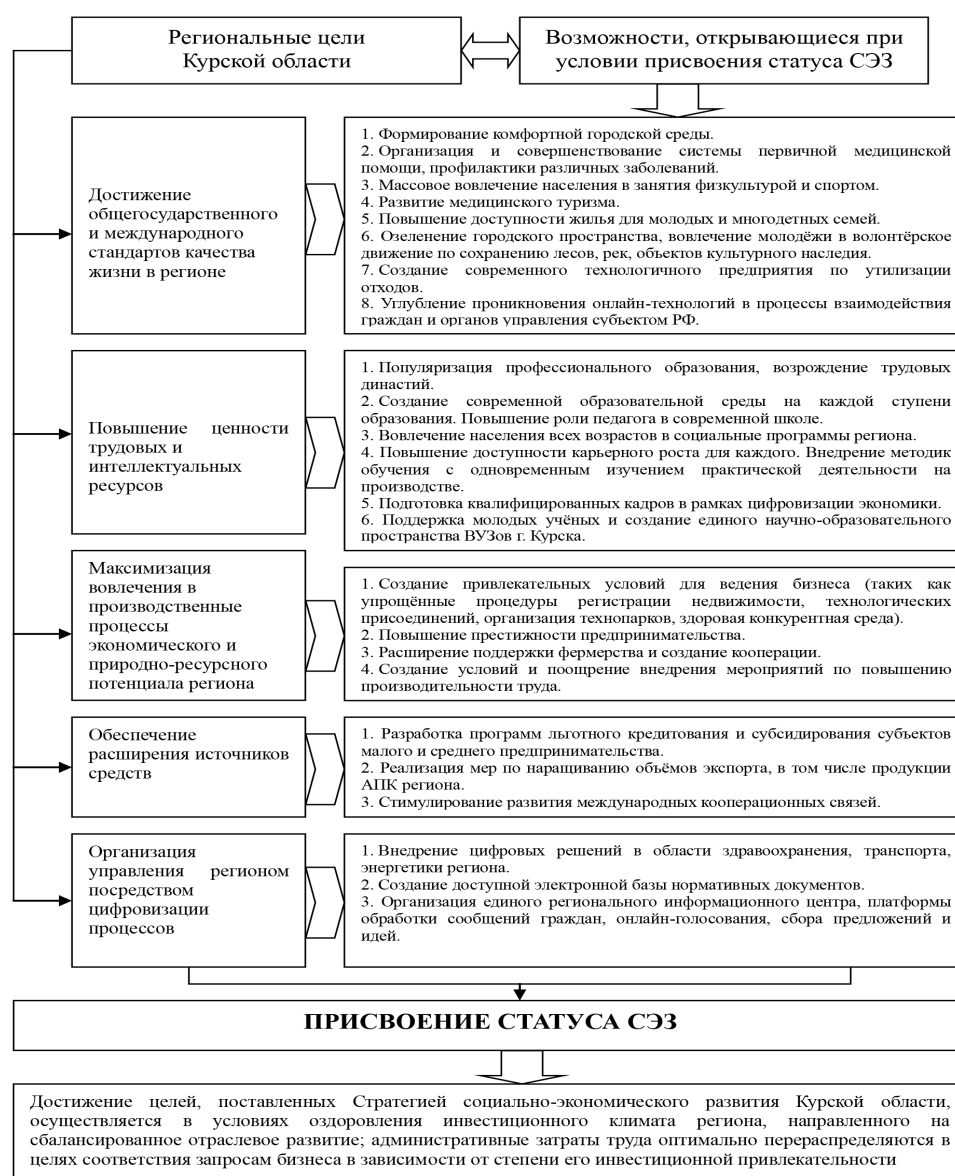 Региональные цели
Курской области
Возможности, открывающиеся при
условии присвоения статуса СЭЗ
Достижение
общегосударственного
и международного
стандартов качества
жизни в регионе
1. Формирование комфортной городской среды.
2. Организация и совершенствование системы первичной медицинской
помощи, профилактики различных заболеваний.
3. Массовое вовлечение населения в занятия физкультурой и спортом.
4. Развитие медицинского туризма.
5. Повышение доступности жилья для молодых и многодетных семей.
6. Озеленение городского пространства, вовлечение молодёжи в волонтёрское
движение по сохранению лесов, рек, объектов культурного наследия.
7. Создание современного технологичного предприятия по утилизации
отходов.
8. Углубление проникновения онлайн-технологий в процессы взаимодействия
граждан и органов управления субъектом РФ.
Повышение ценности
трудовых и
интеллектуальных
ресурсов
1. Популяризация профессионального образования, возрождение трудовых
династий.
2. Создание современной образовательной среды на каждой ступени
образования. Повышение роли педагога в современной школе.
3. Вовлечение населения всех возрастов в социальные программы региона.
4. Повышение доступности карьерного роста для каждого. Внедрение методик
обучения с одновременным изучением практической деятельности на
производстве.
5. Подготовка квалифицированных кадров в рамках цифровизации экономики.
6. Поддержка молодых учёных и создание единого научно-образовательного
пространства ВУЗов г. Курска.
Максимизация
вовлечения в
производственные
процессы
экономического и
природно-ресурсного
потенциала региона
1. Создание привлекательных условий для ведения бизнеса (таких как
упрощённые процедуры регистрации недвижимости, технологических
присоединений, организация технопарков, здоровая конкурентная среда).
2. Повышение престижности предпринимательства.
3. Расширение поддержки фермерства и создание кооперации.
4. Создание условий и поощрение внедрения мероприятий по повышению
производительности труда.
Обеспечение
расширения источников
средств
1. Разработка программ льготного кредитования и субсидирования субъектов
малого и среднего предпринимательства.
2. Реализация мер по наращиванию объёмов экспорта, в том числе продукции
АПК региона.
3. Стимулирование развития международных кооперационных связей.
Организация
управления регионом
посредством
цифровизации
процессов
1. Внедрение цифровых решений в области здравоохранения, транспорта,
энергетики региона.
2. Создание доступной электронной базы нормативных документов.
3. Организация единого регионального информационного центра, платформы
обработки сообщений граждан, онлайн-голосования, сбора предложений и
идей.
ПРИСВОЕНИЕ СТАТУСА СЭЗ
Достижение целей, поставленных Стратегией социально-экономического развития Курской области,
осуществляется в условиях оздоровления инвестиционного климата региона, направленного на
сбалансированное отраслевое развитие; административные затраты труда оптимально перераспределяются в
целях соответствия запросам бизнеса в зависимости от степени его инвестиционной привлекательности